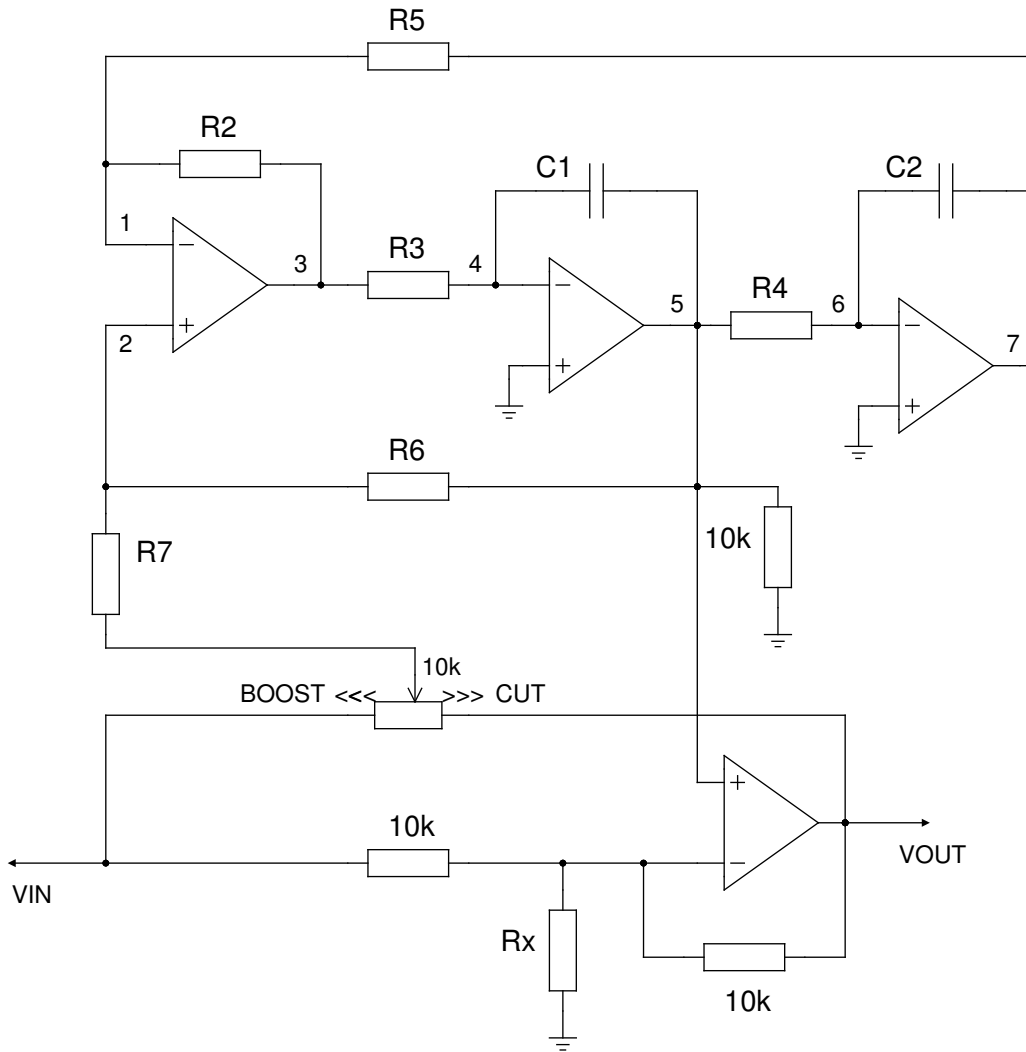 R5
R2
C1
C2
1
3
R3
4
5
R4
6
7
2
−
+
−
+
−
+
R6
R7
10k
10k
BOOST <<< >>> CUT
+
−
10k
VOUT
VIN
Rx
10k